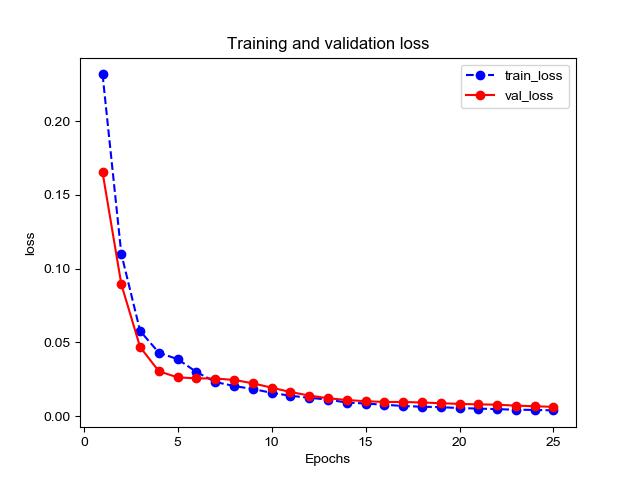 Training and validation loss
train_loss
val_loss
0.20
0.15
0.10
0.05
0.00
loss
0 5 10 15 20 25
Epochs